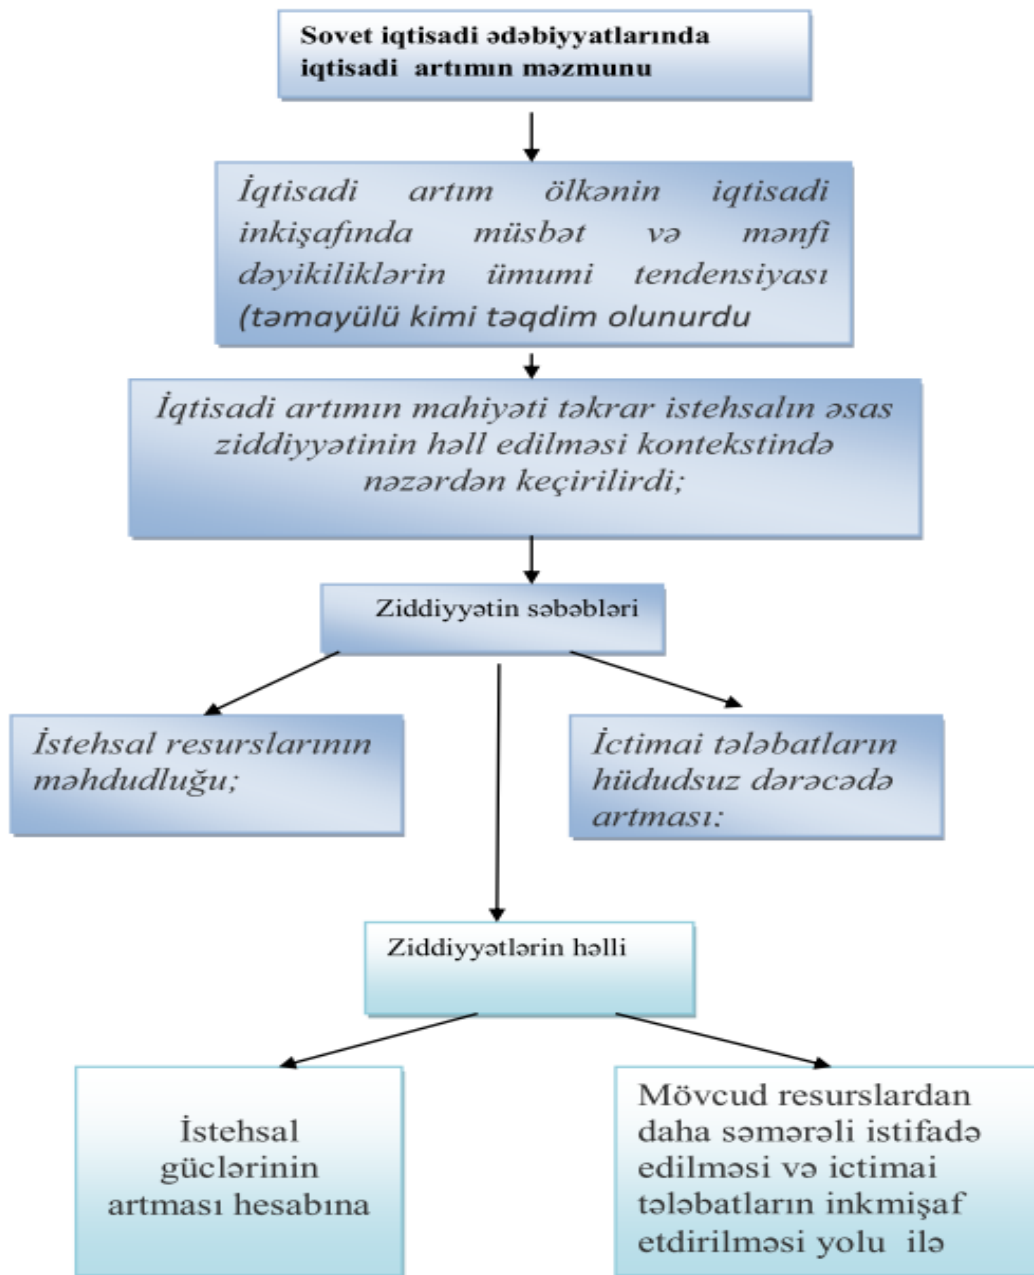 Sovet iqtisadi ədəbiyyatlarında
iqtisadi artımın məzmunu
İqtisadi artım ölkənin iqtisadi
inkişafında müsbət və mənfi
dəyikiliklərin ümumi tendensiyası
(təmayülü kimi təqdim olunurdu
İqtisadi artımın mahiyəti təkrar istehsalın əsas
ziddiyyətinin həll edilməsi kontekstində
nəzərdən keçirilirdi;
Ziddiyyətin səbəbləri
İstehsal resurslarının
məhdudluğu;
İctimai tələbatların
hüdudsuz dərəcədə
artması:
Ziddiyyətlərin həlli
İstehsal
güclərinin
artması hesabına
Mövcud resurslardan
daha səmərəli istifadə
edilməsi və ictimai
tələbatların inkmişaf
etdirilməsi yolu ilə